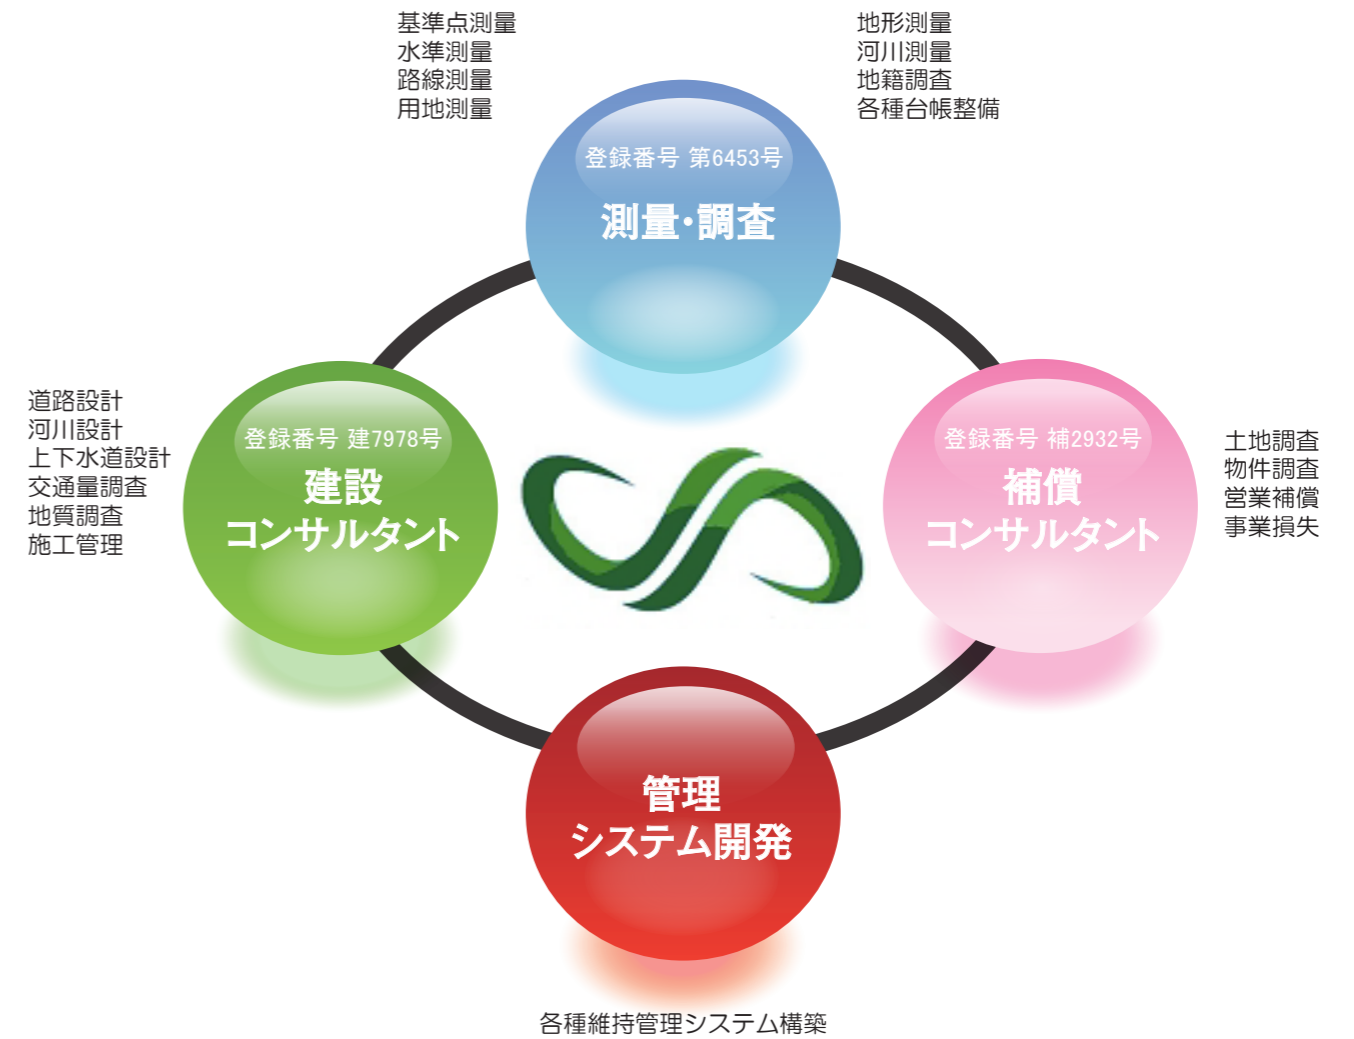 基準点測量
水準測量
路線測量
用地測量
地形測量
河川測量
地籍調査
各種台帳整備
登録番号 第6453号
測量・調査
道路設計
河川設計
上下水道設計
交通量調査
地質調査
施工管理
登録番号 建7978号
建設
コンサルタント
登録番号 補2932号
補償
コンサルタント
土地調査
物件調査
営業補償
事業損失
管理
システム開発
各種維持管理システム構築